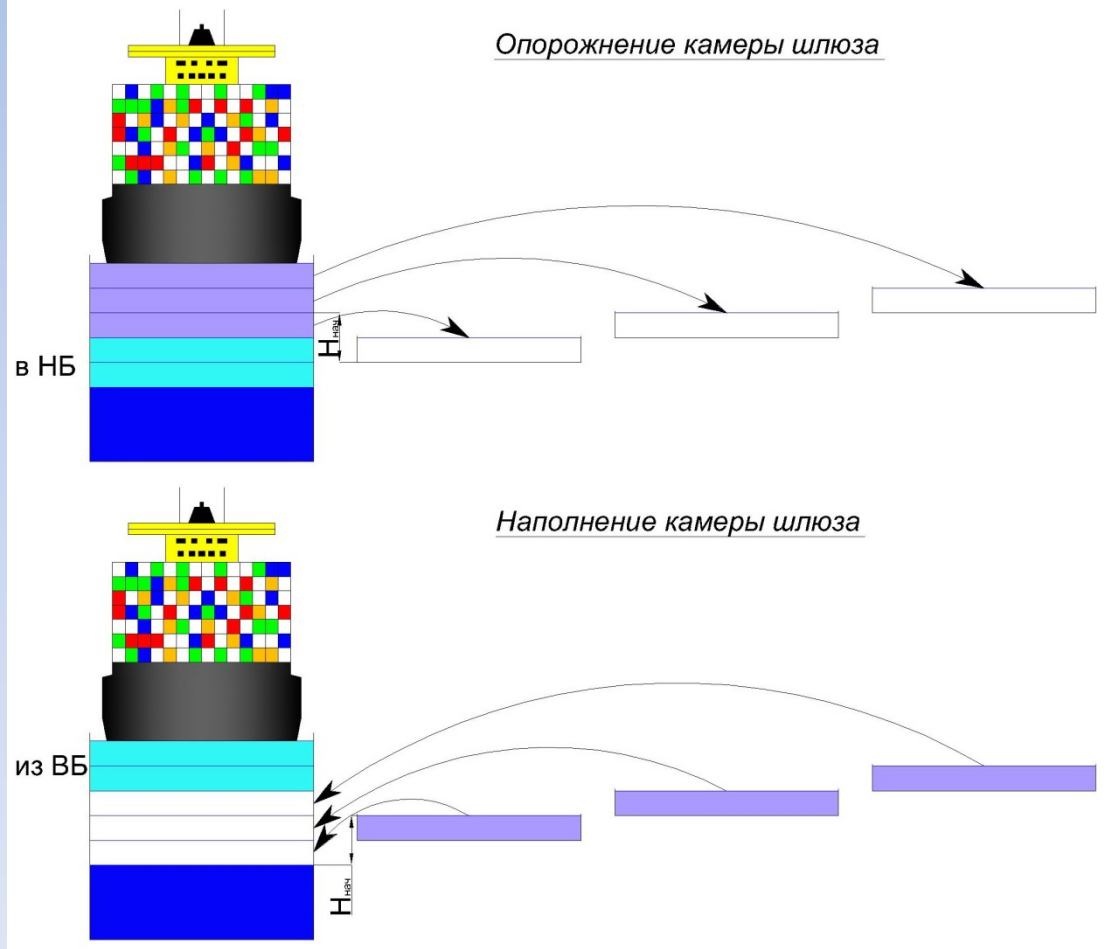 Опорожнение камеры шлюза
Hнач
в НБ
Наполнение камеры шлюза
из ВБ
Hнач